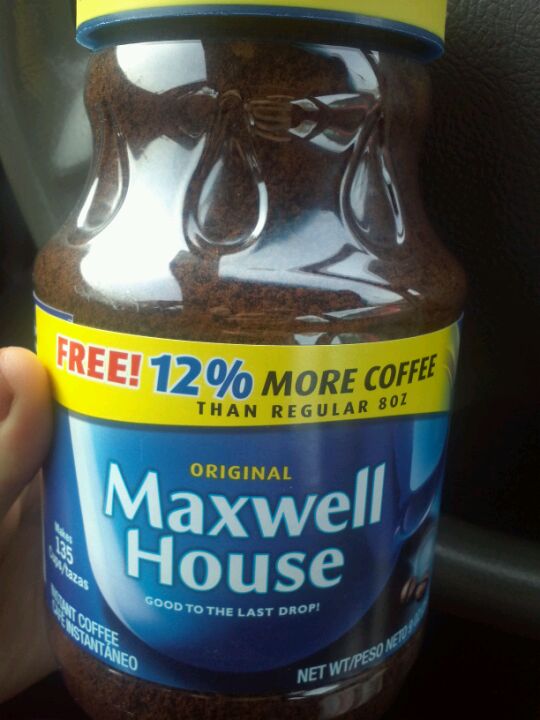 FREE! 12% MORE COFFEE
THAN REGULAR 8OZ
ORIGINAL
Maxwell
House
GOOD TO THE LAST DROP!
Makes
135
Cups/tazas
INSTANT COFFEE
CAFÉ INSTANTÁNEO
NET WT/PESO NETO